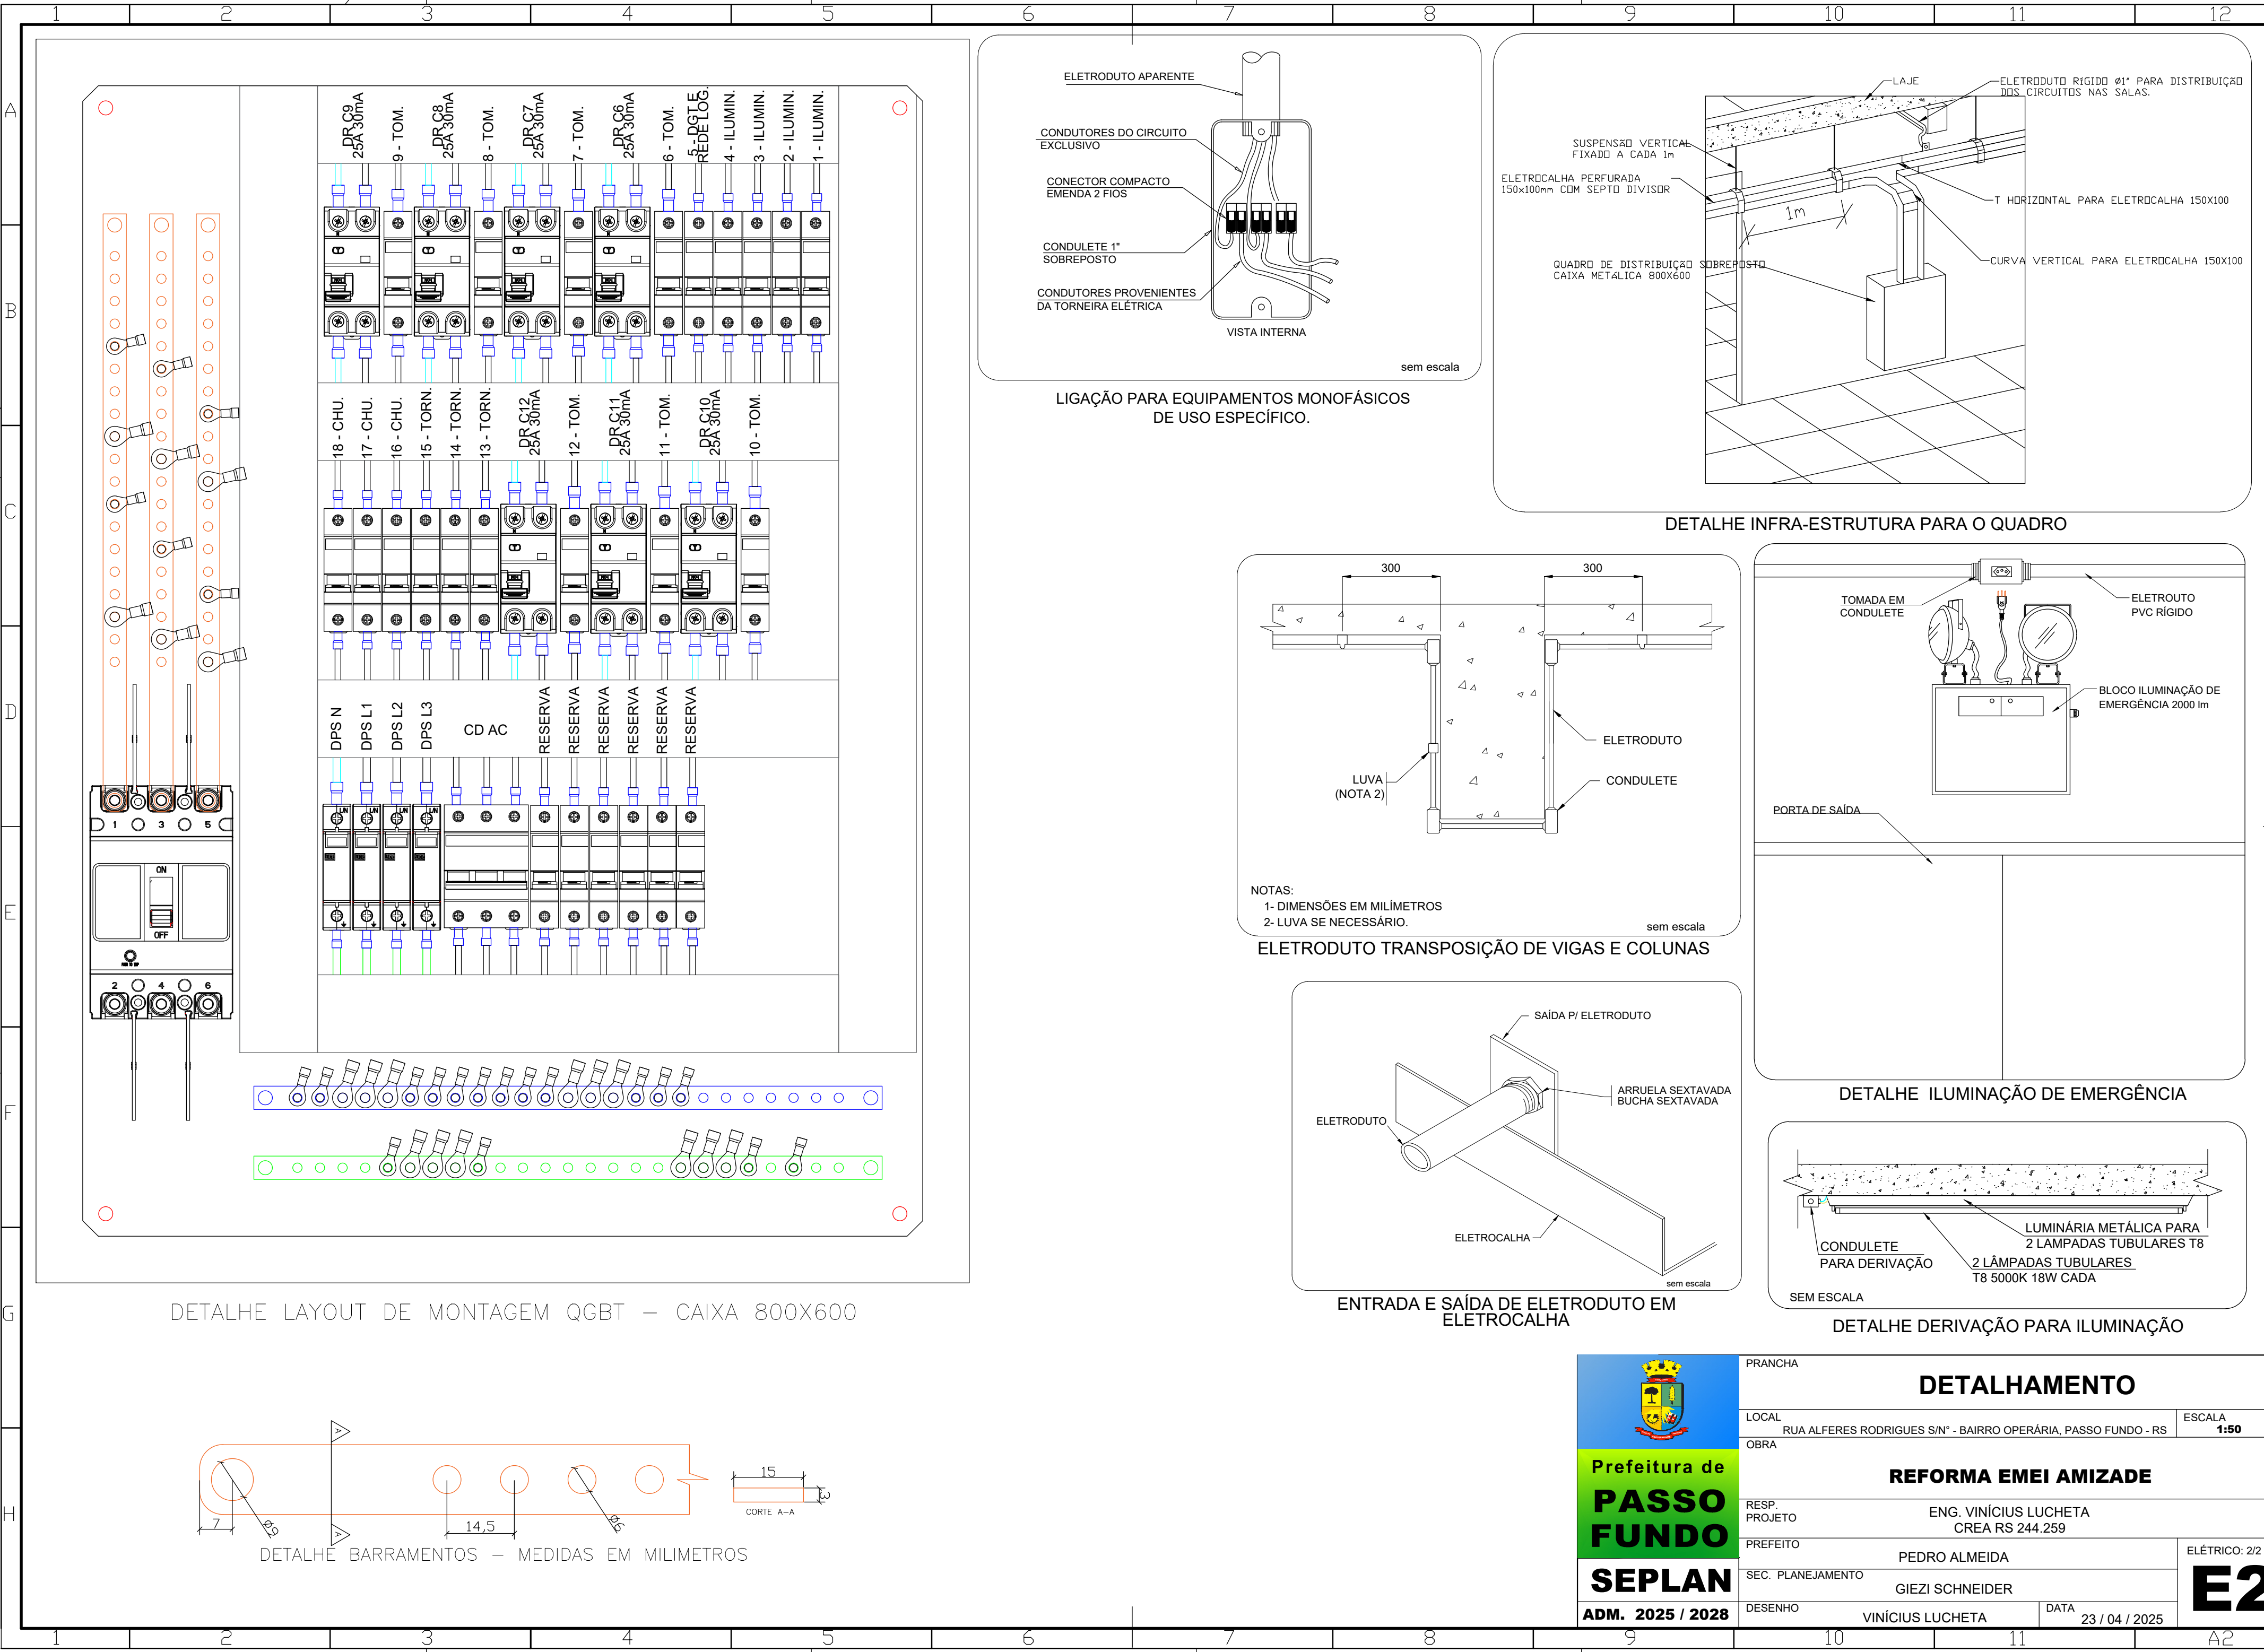 1 2 3 4 5 6 7 8 9 10 11 12
A
B
C
D
E
F
G
H
DR C9
25A 30mA
9 - TOM.
DR C8
25A 30mA
8 - TOM.
DR C7
25A 30mA
7 - TOM.
DR C6
25A 30mA
6 - TOM.
5 - DGT E
REDE LOG.
4 - ILUMIN.
3 - ILUMIN.
2 - ILUMIN.
1 - ILUMIN.
18 - CHU.
17 - CHU.
16 - CHU.
15 - TORN.
14 - TORN.
13 - TORN.
DR C12
25A 30mA
12 - TOM.
DR C11
25A 30mA
11 - TOM.
DR C10
25A 30mA
10 - TOM.
DPS N
DPS L1
DPS L2
DPS L3
CD AC
RESERVA
RESERVA
RESERVA
RESERVA
RESERVA
RESERVA
L/N
L/N
L/N
L/N
1 3 5
ON
OFF
2 4 6
DETALHE LAYOUT DE MONTAGEM QGBT - CAIXA 800X600
A
A
7
Ø9
14,5
Ø6
15
3
CORTE A-A
DETALHE BARRAMENTOS - MEDIDAS EM MILIMETROS
ELETRODUTO APARENTE
CONDUTORES DO CIRCUITO
EXCLUSIVO
CONECTOR COMPACTO
EMENDA 2 FIOS
CONDULETE 1"
SOBREPOSTO
CONDUTORES PROVENIENTES
DA TORNEIRA ELÉTRICA
VISTA INTERNA
sem escala
LIGAÇÃO PARA EQUIPAMENTOS MONOFÁSICOS
DE USO ESPECÍFICO.
LAJE
ELETRODUTO RíGIDO Ø1" PARA DISTRIBUIÇÃO
DOS CIRCUITOS NAS SALAS.
SUSPENSÃO VERTICAL
FIXADO A CADA 1m
ELETROCALHA PERFURADA
150x100mm COM SEPTO DIVISOR
1m
T HORIZONTAL PARA ELETROCALHA 150X100
QUADRO DE DISTRIBUIÇÃO SOBREPOSTO
CAIXA METáLICA 800X600
CURVA VERTICAL PARA ELETROCALHA 150X100
DETALHE INFRA-ESTRUTURA PARA O QUADRO
300
300
ELETRODUTO
LUVA
(NOTA 2)
CONDULETE
NOTAS:
1- DIMENSÕES EM MILÍMETROS
2- LUVA SE NECESSÁRIO.
sem escala
ELETRODUTO TRANSPOSIÇÃO DE VIGAS E COLUNAS
TOMADA EM
CONDULETE
ELETROUTO
PVC RÍGIDO
BLOCO ILUMINAÇÃO DE
EMERGÊNCIA 2000 lm
PORTA DE SAÍDA
DETALHE ILUMINAÇÃO DE EMERGÊNCIA
SAÍDA P/ ELETRODUTO
ARRUELA SEXTAVADA
BUCHA SEXTAVADA
ELETRODUTO
ELETROCALHA
sem escala
ENTRADA E SAÍDA DE ELETRODUTO EM
ELETROCALHA
LUMINÁRIA METÁLICA PARA
2 LAMPADAS TUBULARES T8
CONDULETE
PARA DERIVAÇÃO
2 LÂMPADAS TUBULARES
T8 5000K 18W CADA
SEM ESCALA
DETALHE DERIVAÇÃO PARA ILUMINAÇÃO
Prefeitura de
PASSO
FUNDO
SEPLAN
ADM. 2025 / 2028
PRANCHA
DETALHAMENTO
LOCAL
RUA ALFERES RODRIGUES S/N° - BAIRRO OPERÁRIA, PASSO FUNDO - RS
ESCALA
1:50
OBRA
REFORMA EMEI AMIZADE
RESP.
PROJETO
ENG. VINÍCIUS LUCHETA
CREA RS 244.259
PREFEITO
PEDRO ALMEIDA
SEC. PLANEJAMENTO
GIEZI SCHNEIDER
DESENHO
VINÍCIUS LUCHETA
DATA
23 / 04 / 2025
ELÉTRICO: 2/2
E2
1 2 3 4 5 6 7 8 9 10 11 A2